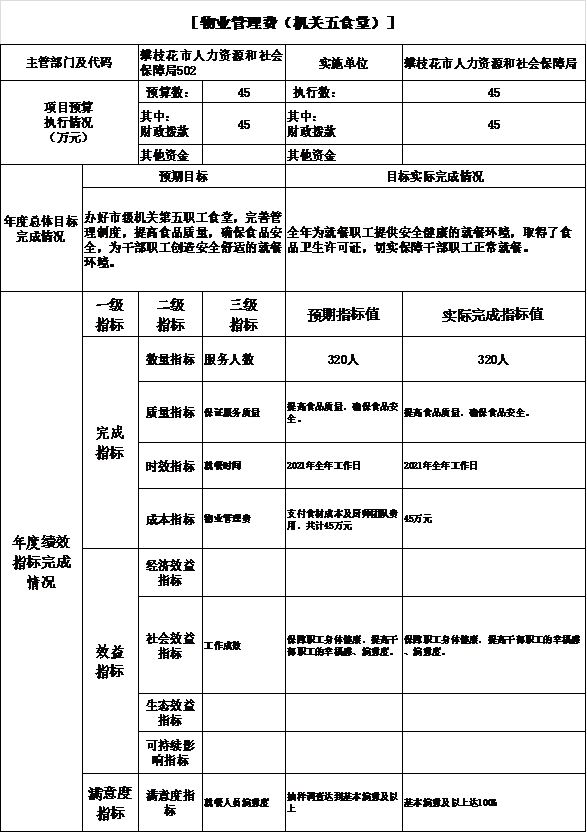 ［物业管理费（机关五食堂）］
主管部门及代码
攀枝花市人力资源和社会
保障局502
实施单位
攀枝花市人力资源和社会保障局
项目预算
执行情况
（万元）
预算数：
45
执行数：
45
其中：
财政拨款
45
其中：
财政拨款
45
其他资金
其他资金
年度总体目标
完成情况
预期目标
目标实际完成情况
办好市级机关第五职工食堂，完善管
理制度，提高食品质量，确保食品安
全，为干部职工创造安全舒适的就餐
环境。
全年为就餐职工提供安全健康的就餐环境，取得了食
品卫生许可证，切实保障干部职工正常就餐。
年度绩效
指标完成
情况
一级
指标
二级
指标
三级
指标
预期指标值
实际完成指标值
完成
指标
数量指标
服务人数
320人
320人
质量指标
保证服务质量
提高食品质量，确保食品安
全。
提高食品质量，确保食品安全。
时效指标
就餐时间
2021年全年工作日
2021年全年工作日
成本指标
物业管理费
支付食材成本及厨师团队费
用，共计45万元
45万元
效益
指标
经济效益
指标
社会效益
指标
工作成效
保障职工身体健康，提高干
部职工的幸福感、满意度。
保障职工身体健康，提高干部职工的幸福感
、满意度。
生态效益
指标
可持续影
响指标
满意度
指标
满意度指
标
就餐人员满意度
抽样调查达到基本满意及以
上
基本满意及以上达100%